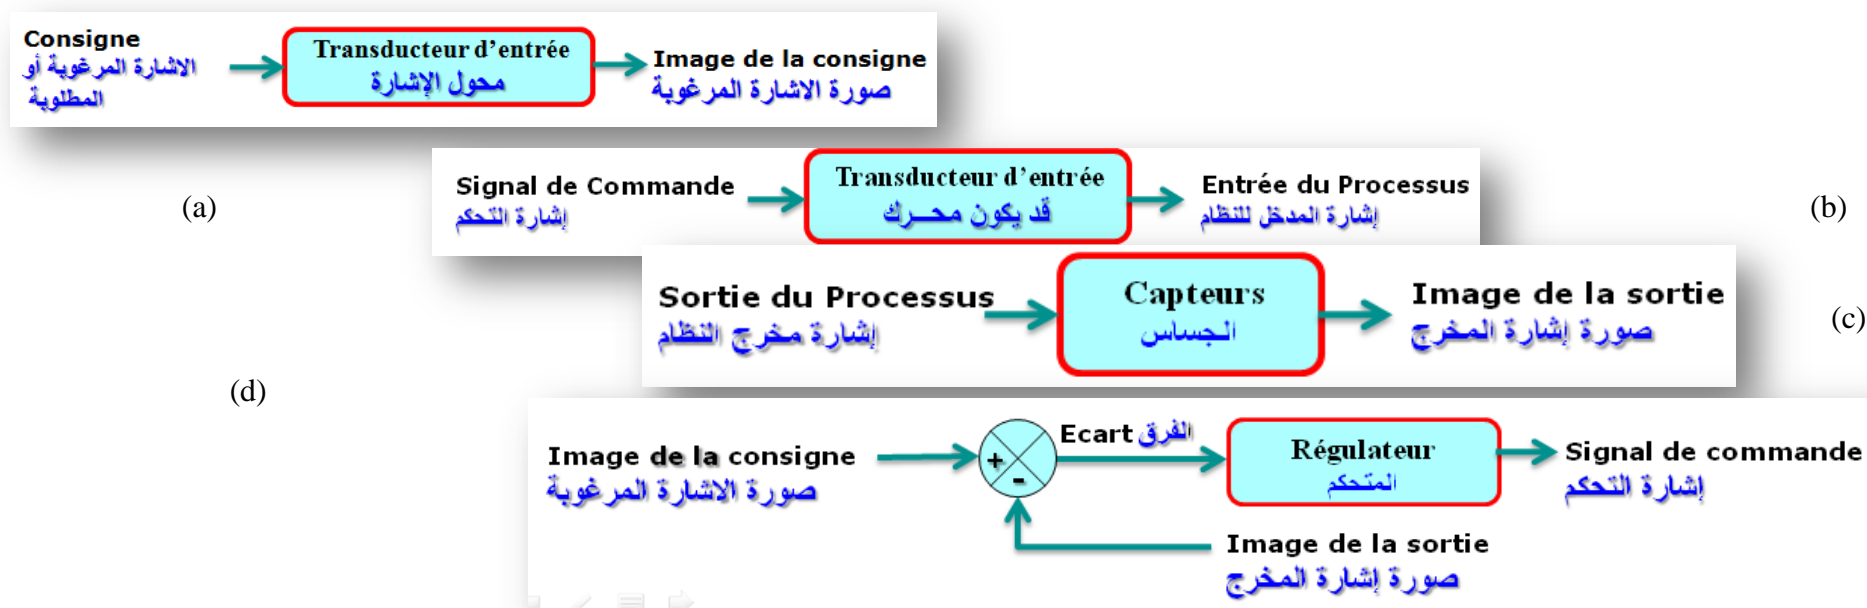 Consigne
الاشارة المرغوبة أو
المطلوبة
Transducteur d'entrée
محول الإشارة
Image de la consigne
صورة الاشارة المرغوبة
(a)
Signal de Commande
إشارة التحكم
Transducteur d'entrée
قد يكون محـــرك
Entrée du Processus
إشارة المدخل للنظام
(b)
Sortie du Processus
إشارة مخرج النظام
Capteurs
الجساس
Image de la sortie
صورة إشارة المخرج
(c)
(d)
Image de la consigne
صورة الاشارة المرغوبة
+
-
Ecart الفرق
Régulateur
المتحكم
Signal de commande
إشارة التحكم
Image de la sortie
صورة إشارة المخرج